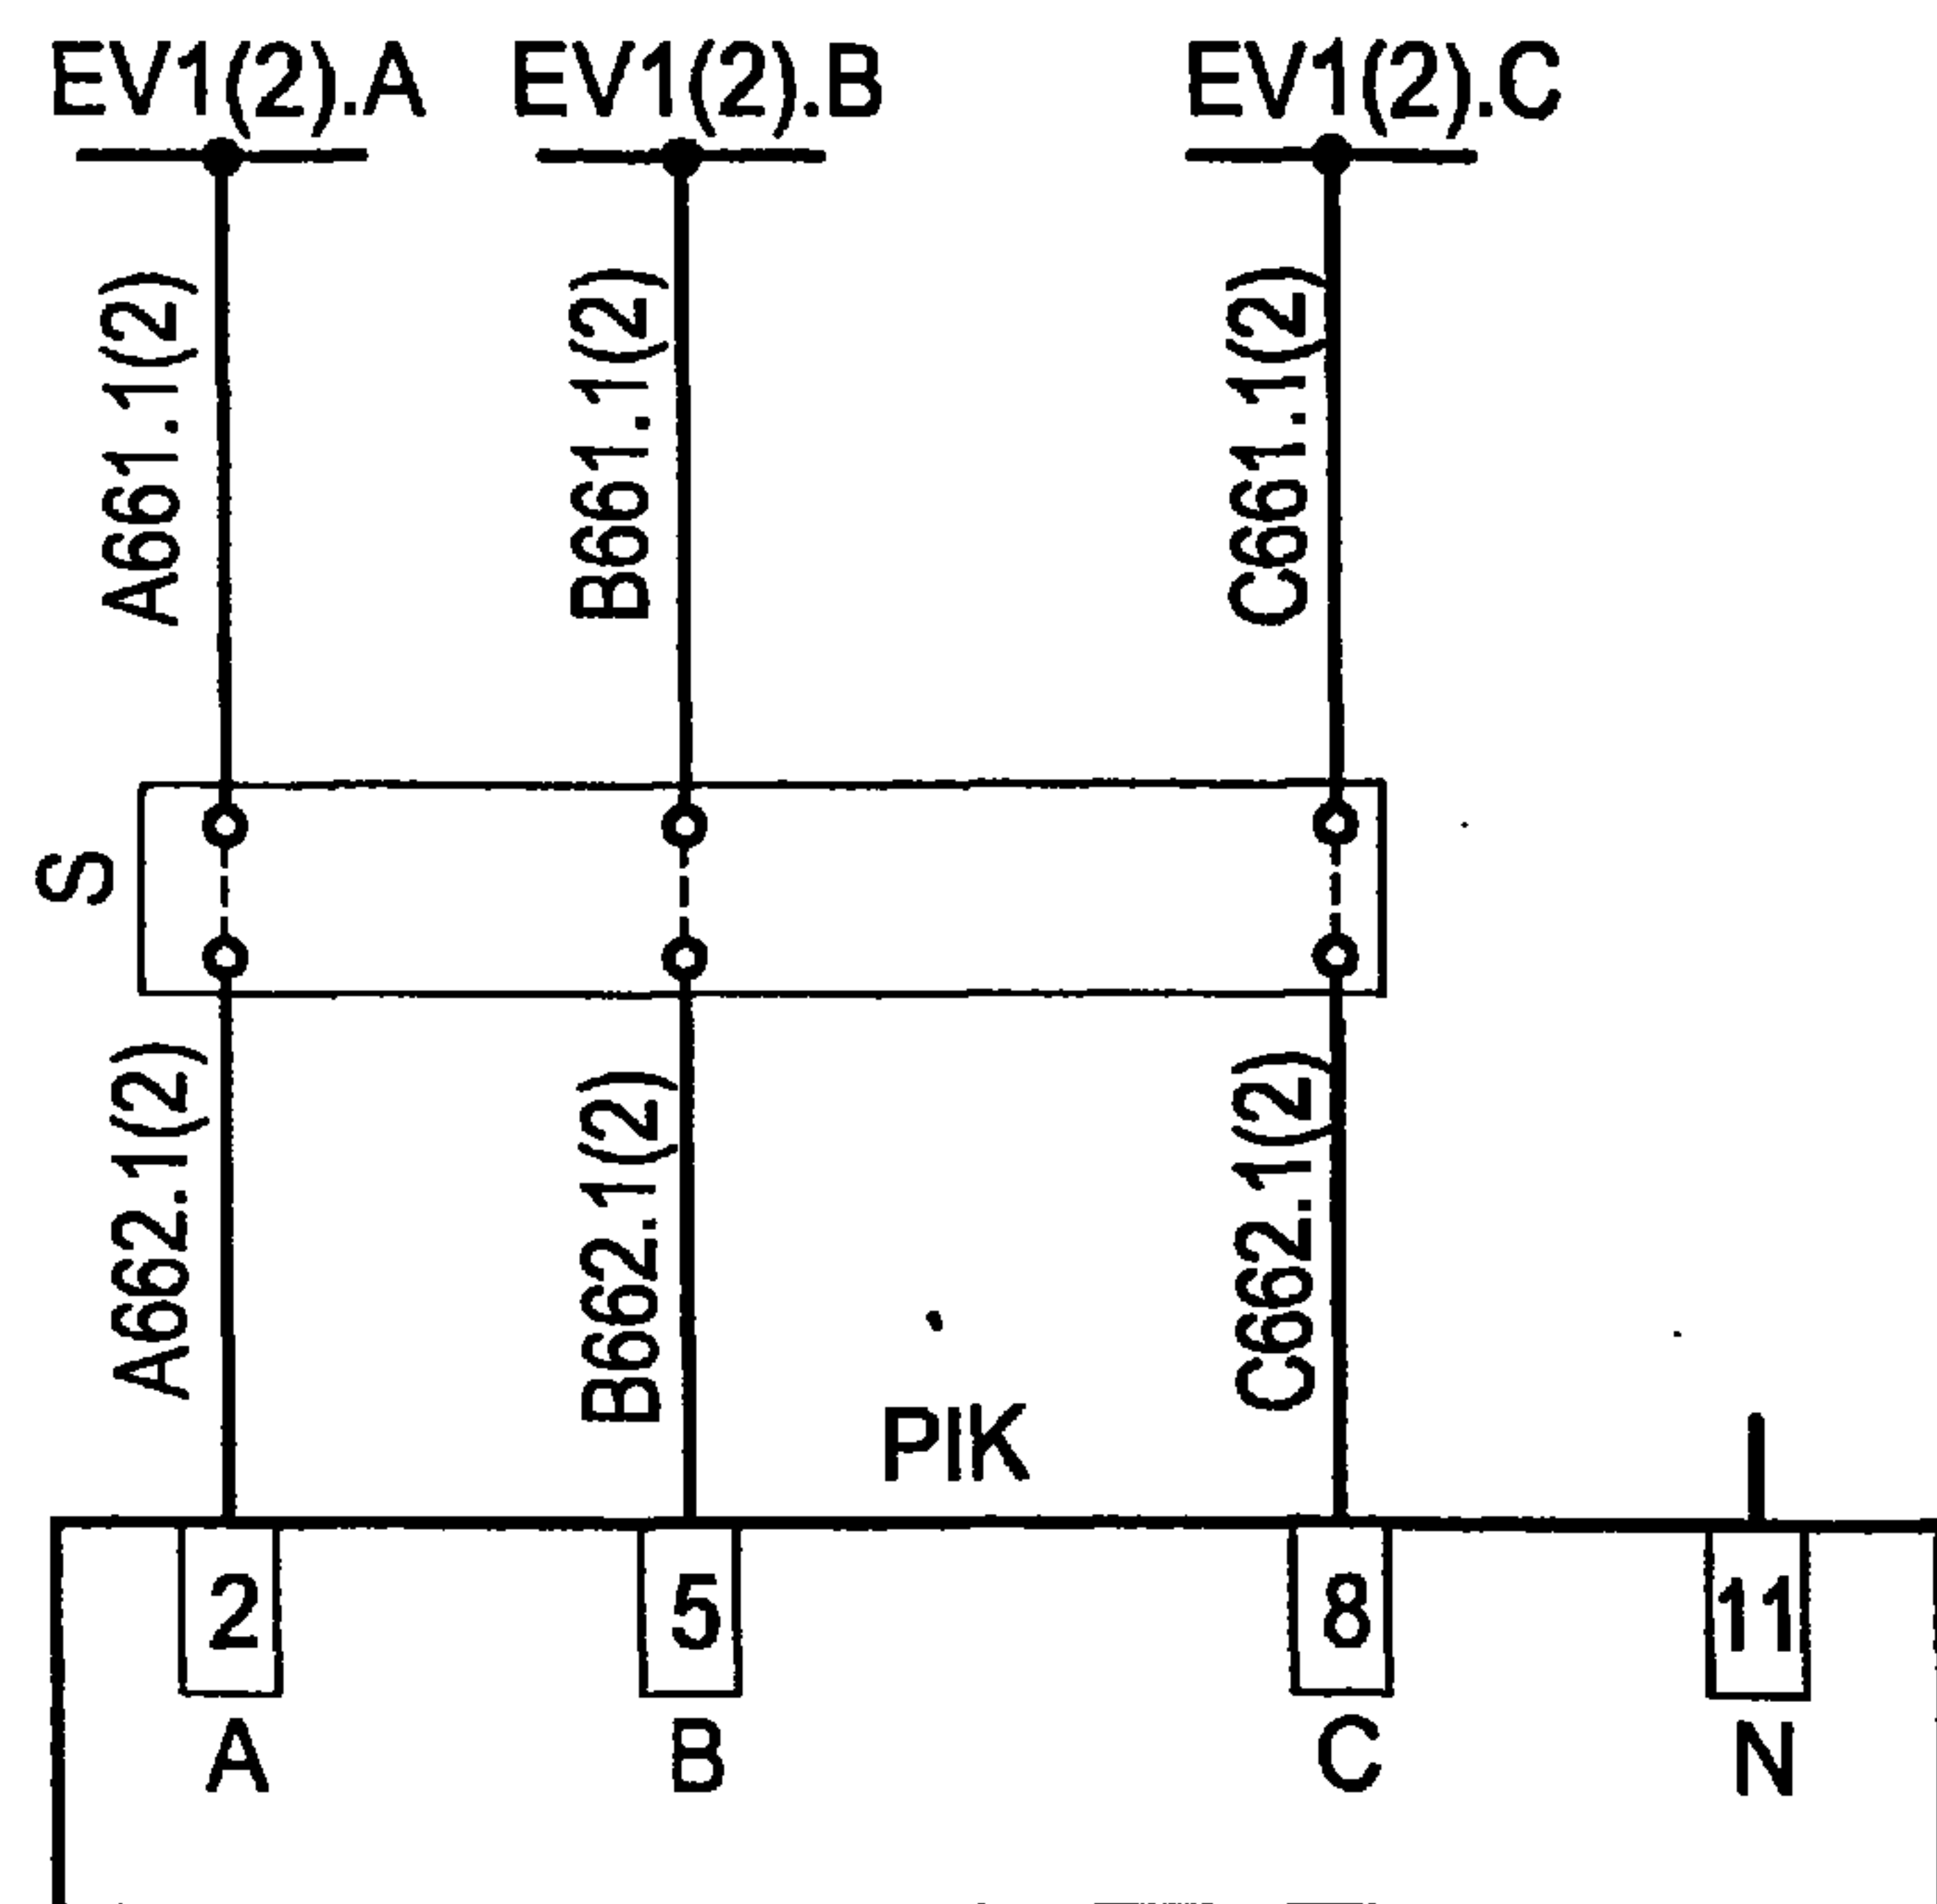 EV1(2).A EV1(2).B EV1(2).C
A661.1(2) B661.1(2) C661.1(2)
S
A662.1(2) B662.1(2) C662.1(2)
PIK
2 5 8 11
A B C N